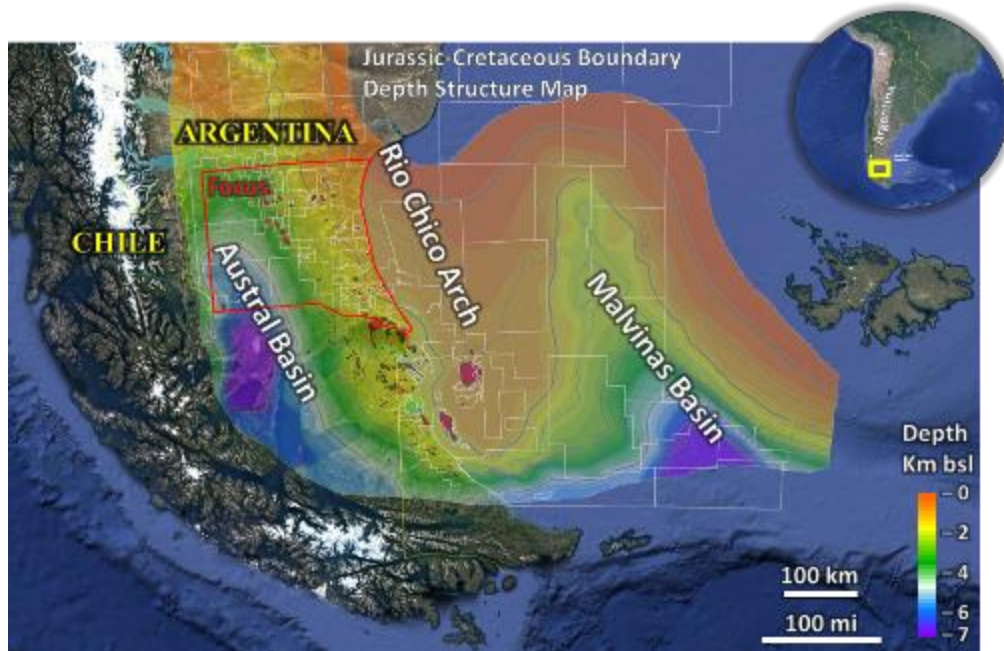 Jurassic-Cretaceous Boundary
Depth Structure Map
Argentina
ARGENTINA
Focus
CHILE
Rio Chico Arch
Austral Basin
Malvinas Basin
Depth
Km bsl
0
2
4
6
7
100 km
100 mi